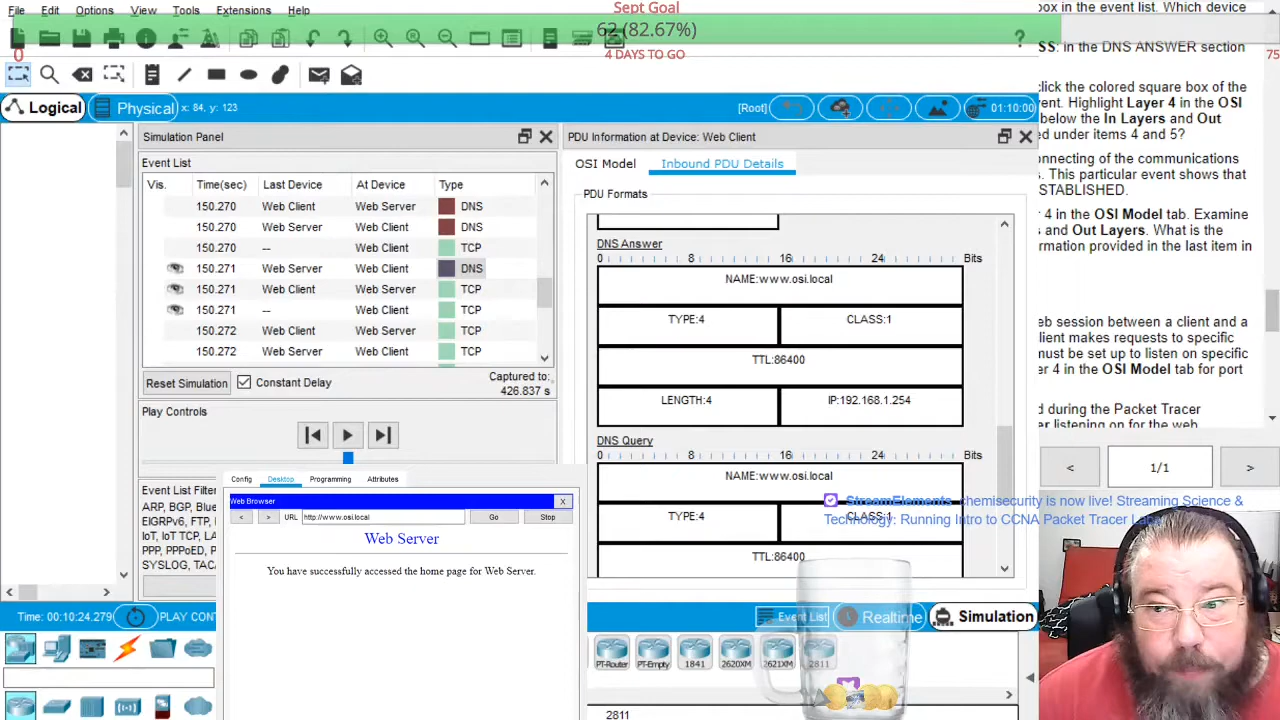 File Edit Options View Tools Extensions Help
Sept Goal
62 (82.67%)
0
4 DAYS TO GO
75
?
Logical
Physical
x: 84, y: 123
[Root]
01:10:00
Simulation Panel
Event List
Vis. Time(sec) Last Device At Device Type
150.270 Web Client Web Server DNS
150.270 Web Server Web Client DNS
150.270 -- Web Client TCP
150.271 Web Server Web Client DNS
150.271 Web Client Web Server TCP
150.271 -- Web Client TCP
150.272 Web Client Web Server TCP
150.272 Web Server Web Client TCP
Reset Simulation
Constant Delay
Captured to:
426.837 s
Play Controls
Event List Filter
ARP, BGP, Blue
EIGRPv6, FTP,
IoT, IoT TCP, L
PPP, PPPoED,
SYSLOG, TACA
Config Desktop Programming Attributes
Web Browser
X
< > URL http://www.osi.local Go Stop
Web Server
You have successfully accessed the home page for Web Server.
PDU Information at Device: Web Client
OSI Model Inbound PDU Details
PDU Formats
DNS Answer
0 8 16 24 Bits
NAME:www.osi.local
TYPE:4 CLASS:1
TTL:86400
LENGTH:4 IP:192.168.1.254
DNS Query
0 8 16 24 Bits
NAME:www.osi.local
TYPE:4 CLASS:1
TTL:86400
box in the event list. Which device
SS: in the DNS ANSWER section
click the colored square box of the
vent. Highlight Layer 4 in the OSI
below the In Layers and Out
ed under items 4 and 5?
onnecting of the communications
s. This particular event shows that
STABLISHED.
r 4 in the OSI Model tab. Examine
s and Out Layers. What is the
rmation provided in the last item in
eb session between a client and a
lient makes requests to specific
must be set up to listen on specific
er 4 in the OSI Model tab for port
d during the Packet Tracer
er listening on for the web
< 1/1 >
StreamElements chemisecurity is now live! Streaming Science &
Technology: Running Intro to CCNA Packet Tracer Labs
Time: 00:10:24.279 PLAY CONT
Event List Realtime Simulation
PT-Router PT-Empty 1841 2620XM 2621XM 2811
2811